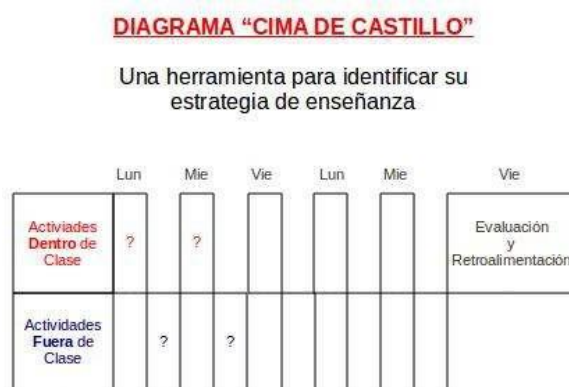 DIAGRAMA “CIMA DE CASTILLO”
Una herramienta para identificar su
estrategia de enseñanza
Lun Mie Vie Lun Mie Vie
Activiades
Dentro de
Clase
? ?
Evaluación
y
Retroalimentación
Actividades
Fuera de
Clase
? ?